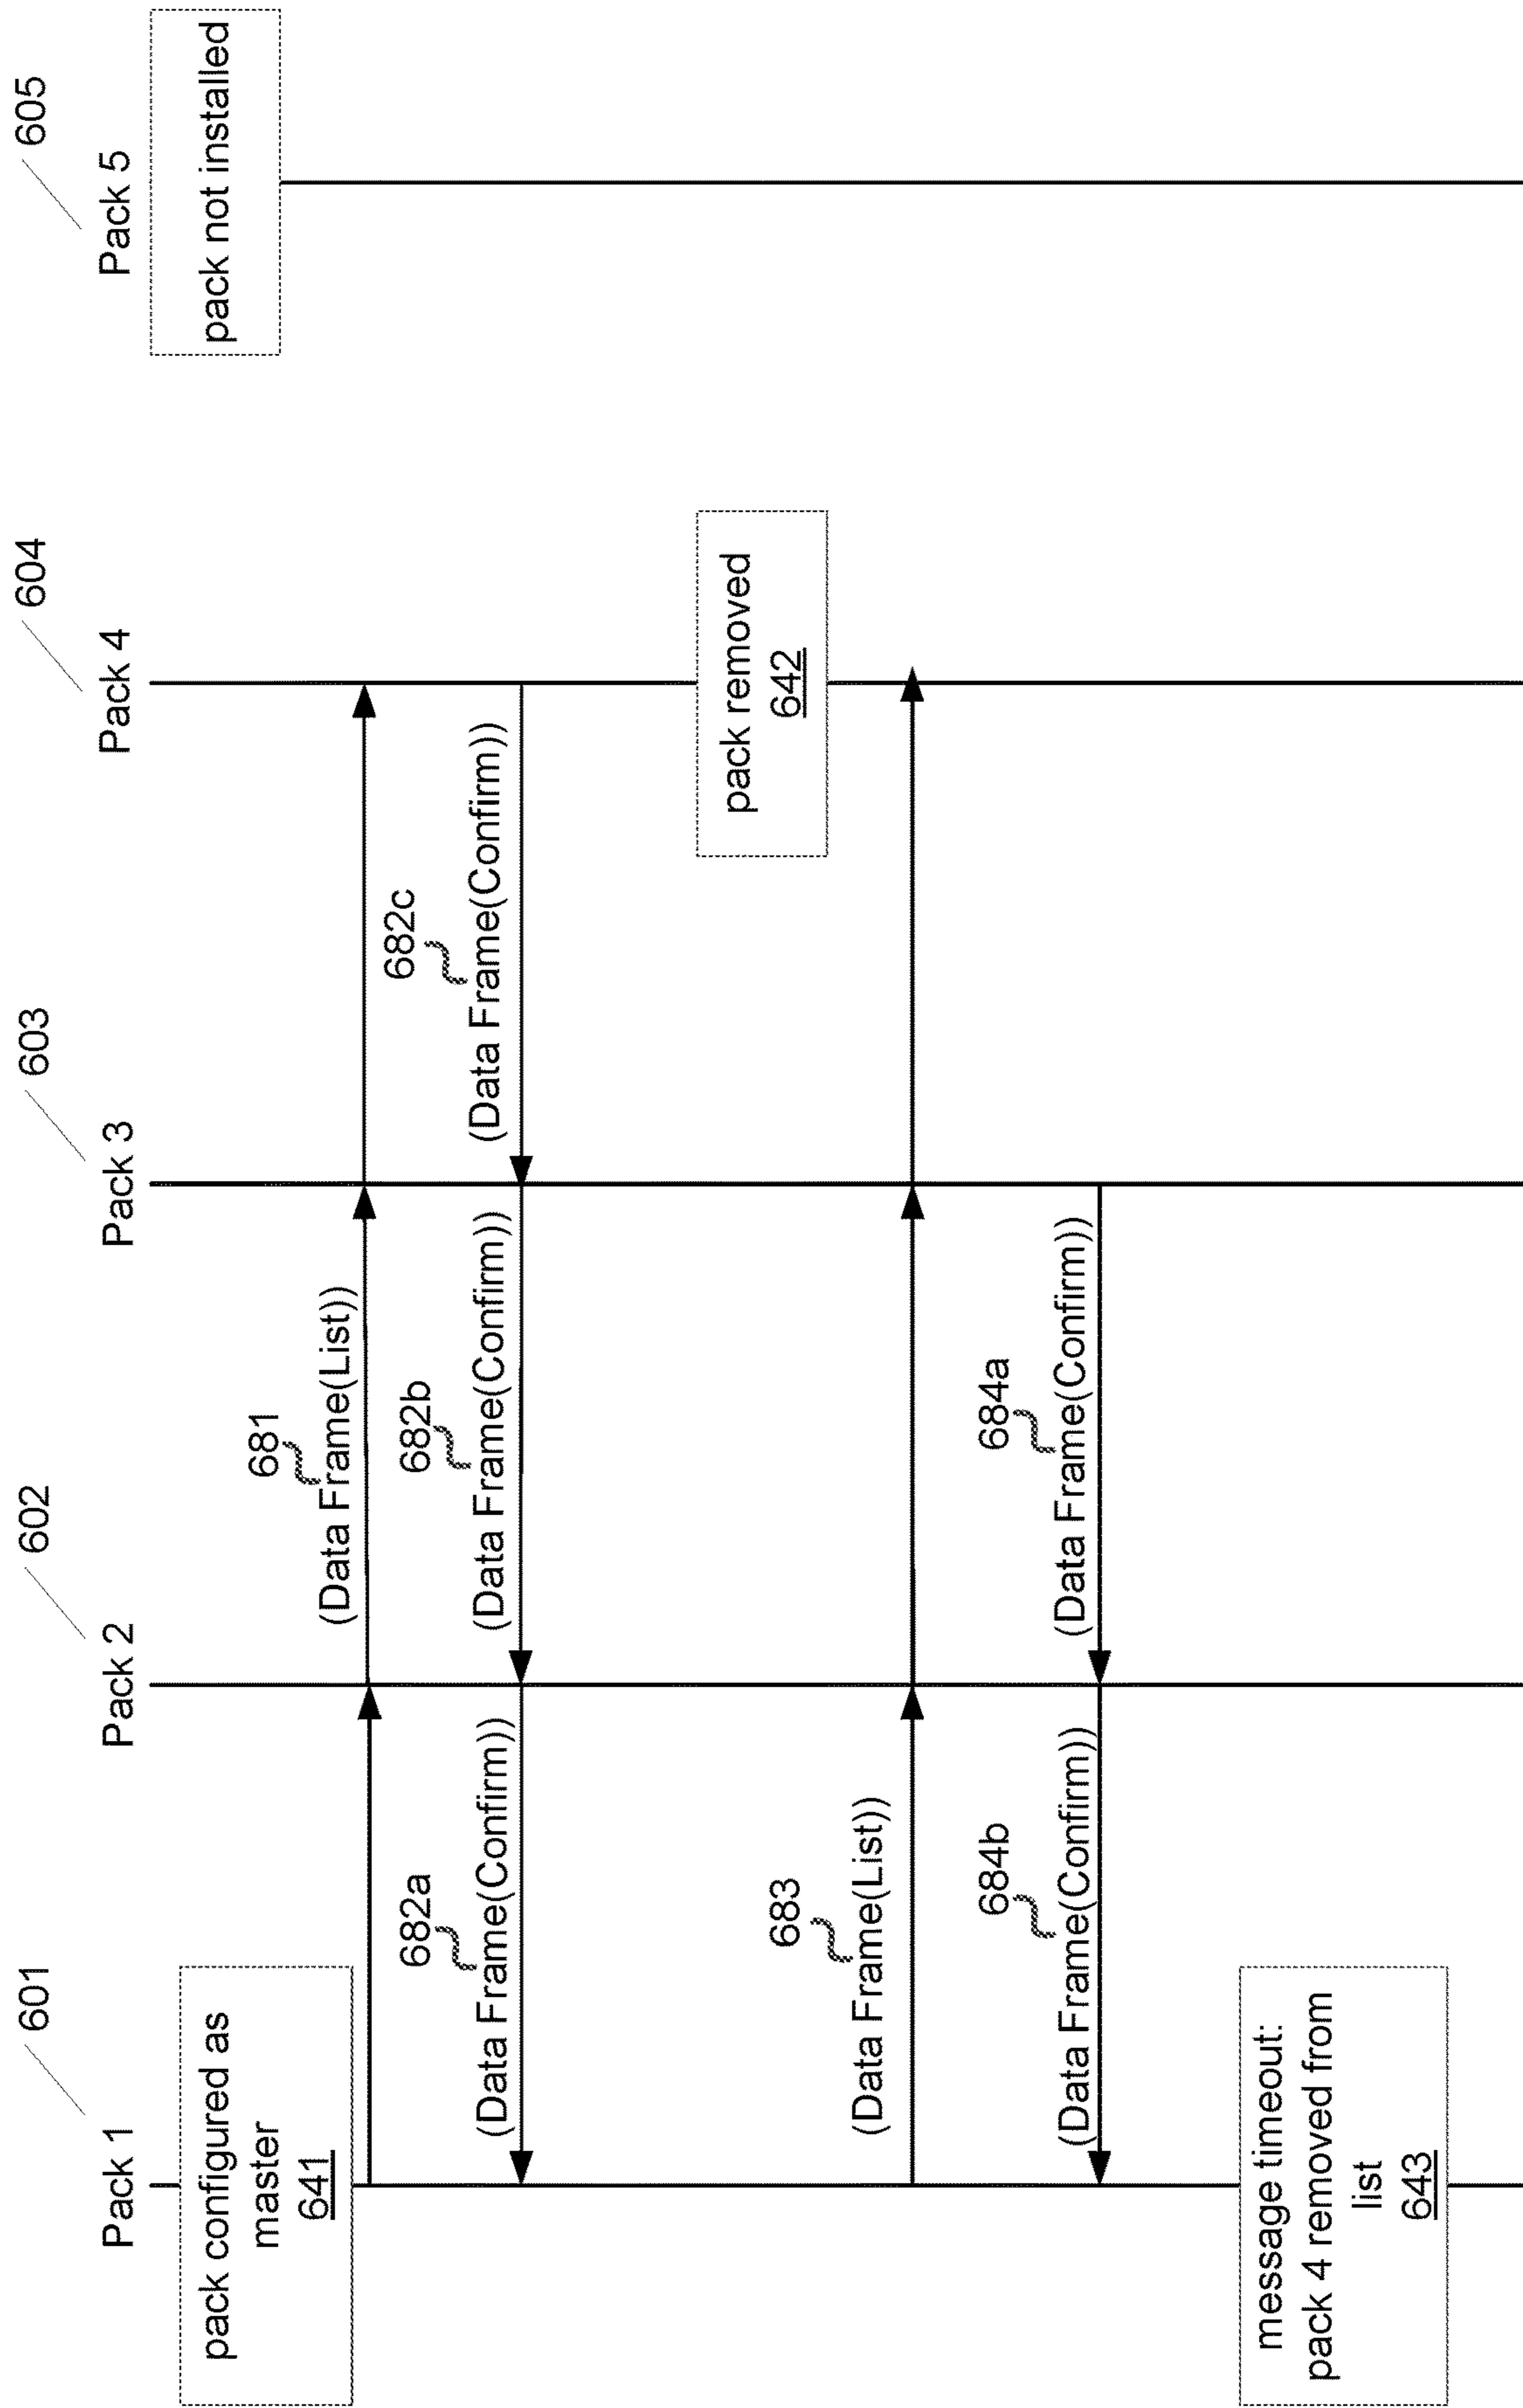 601
602
603
604
605
Pack 1
Pack 2
Pack 3
Pack 4
Pack 5
pack configured as
master
641
pack not installed
681
(Data Frame(List))
682a
682b
682c
(Data Frame(Confirm))
(Data Frame(Confirm))
(Data Frame(Confirm))
pack removed
642
683
(Data Frame(List))
684b
684a
(Data Frame(Confirm))
(Data Frame(Confirm))
message timeout:
pack 4 removed from
list
643